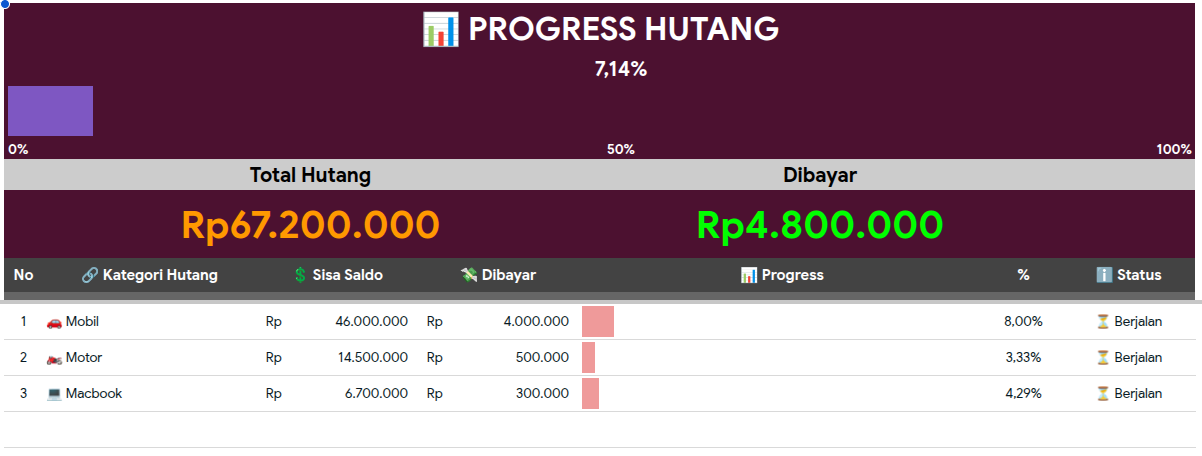 📊 PROGRESS HUTANG
7,14%
0% 50% 100%
Total Hutang Dibayar
Rp67.200.000 Rp4.800.000
No 🔗 Kategori Hutang 💲 Sisa Saldo 💸 Dibayar 📊 Progress % ℹ️ Status
1 🚗 Mobil Rp 46.000.000 Rp 4.000.000 8,00% ⏳ Berjalan
2 🏍️ Motor Rp 14.500.000 Rp 500.000 3,33% ⏳ Berjalan
3 💻 Macbook Rp 6.700.000 Rp 300.000 4,29% ⏳ Berjalan